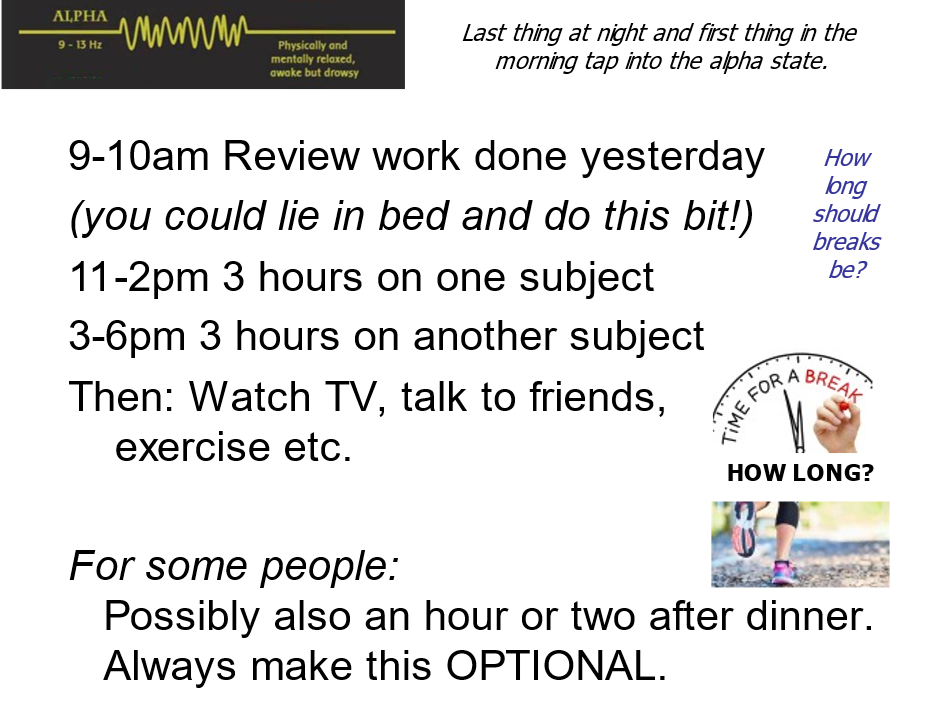 ALPHA
9 - 13 Hz
Physically and
mentally relaxed,
awake but drowsy
Last thing at night and first thing in the
morning tap into the alpha state.
9-10am Review work done yesterday
(you could lie in bed and do this bit!)
11-2pm 3 hours on one subject
3-6pm 3 hours on another subject
Then: Watch TV, talk to friends,
exercise etc.
How
long
should
breaks
be?
TiME FOR A BREAK
HOW LONG?
For some people:
Possibly also an hour or two after dinner.
Always make this OPTIONAL.